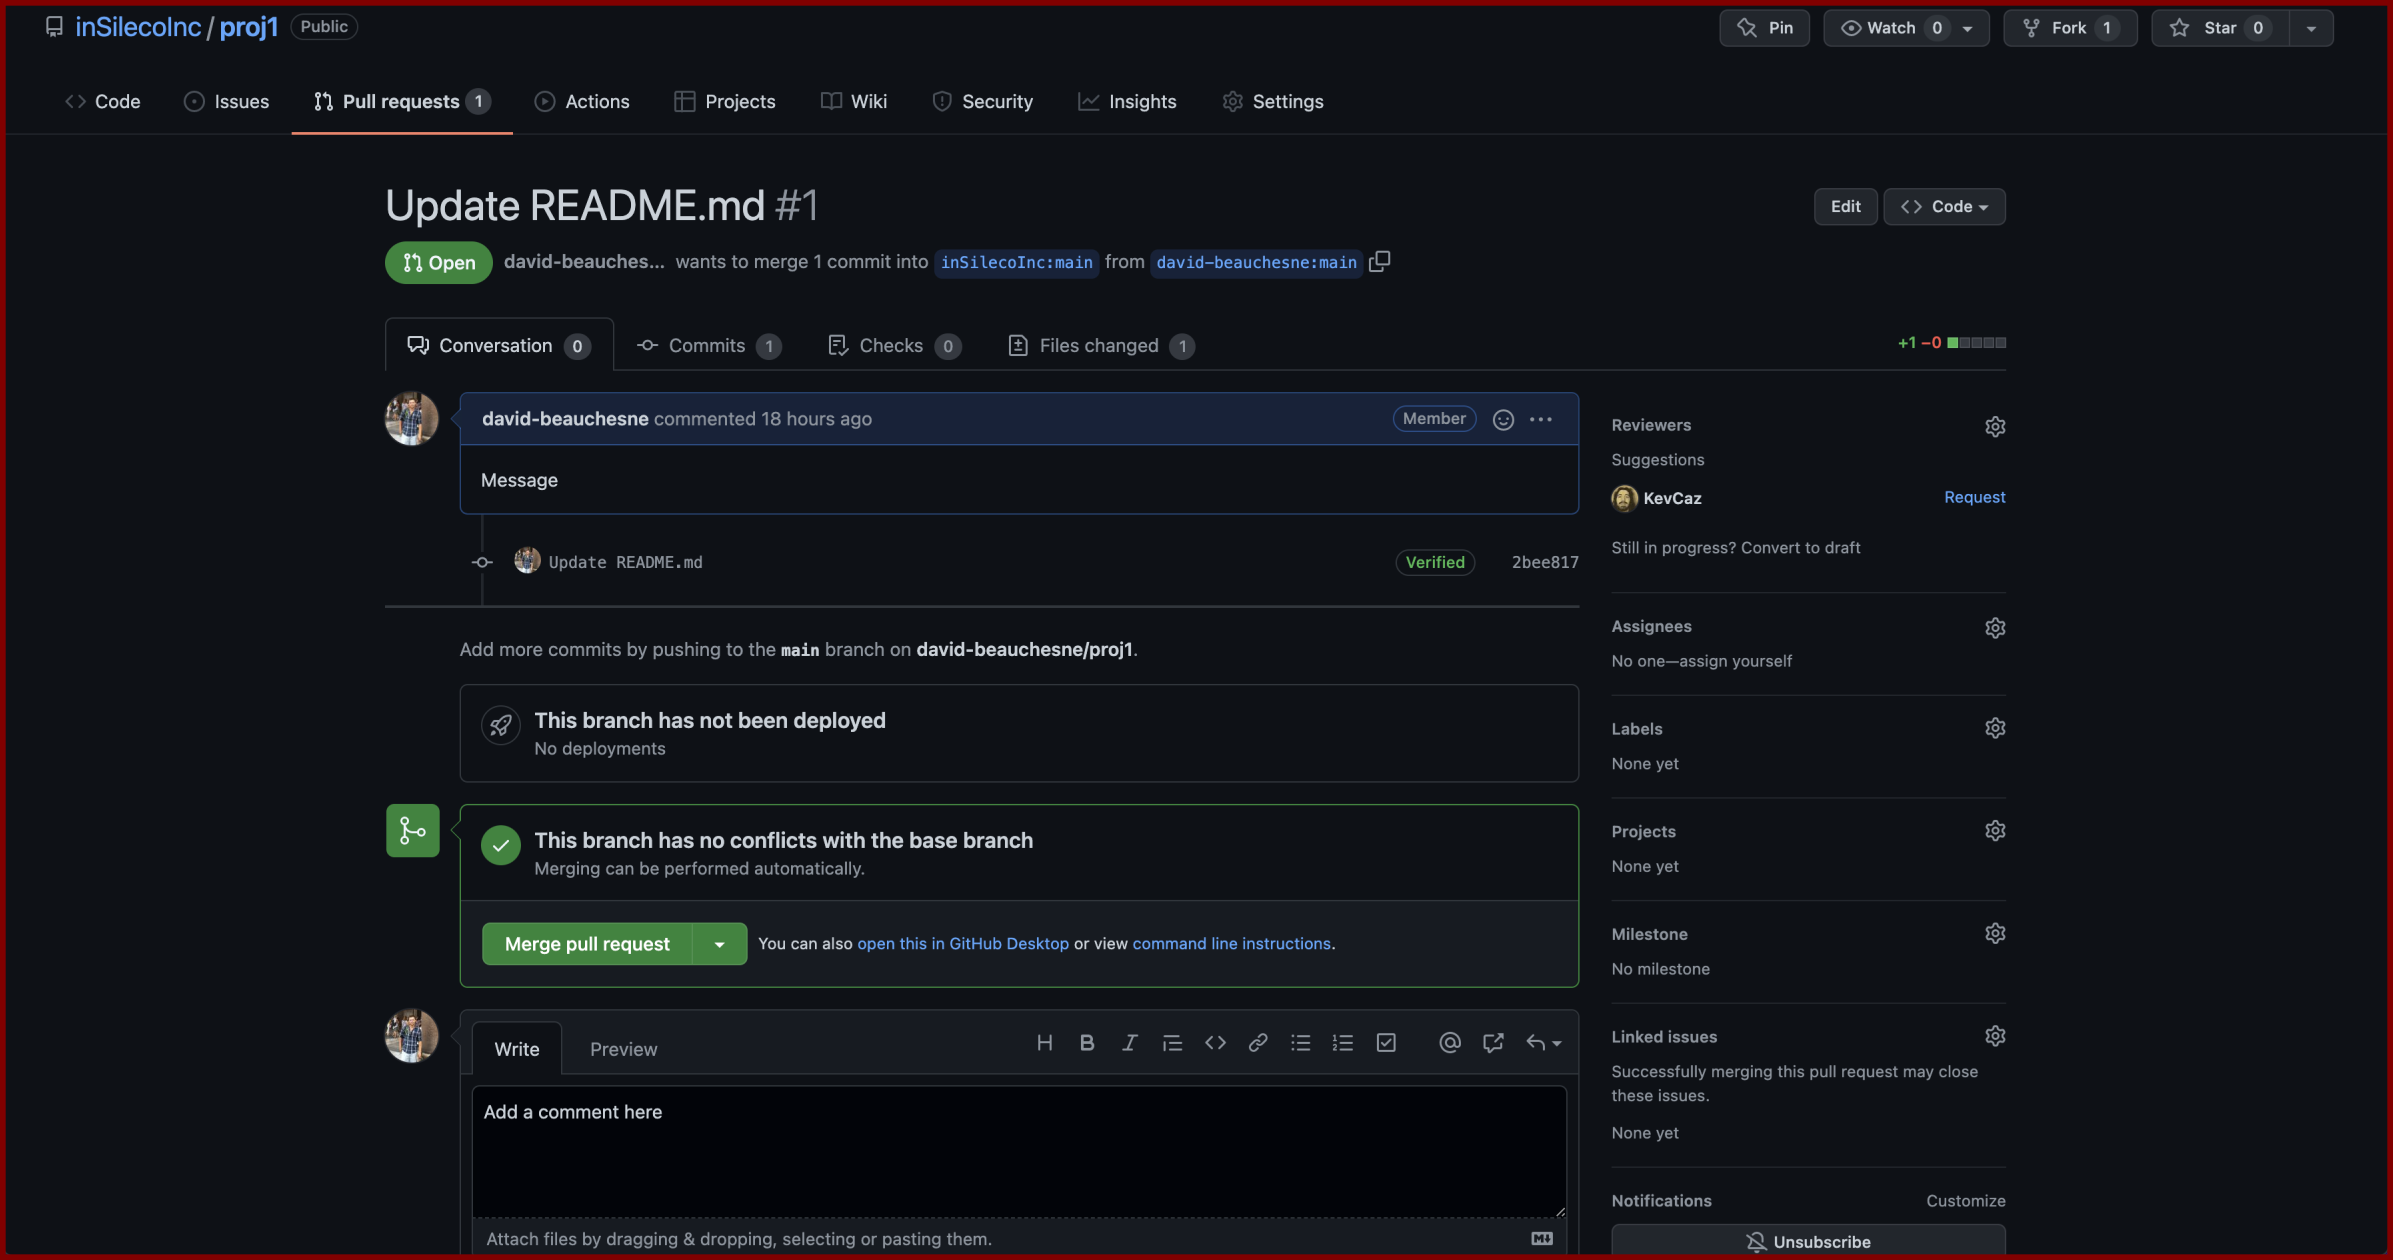 inSilecoInc / proj1 Public
Pin Watch 0 Fork 1 Star 0
Code Issues Pull requests 1 Actions Projects Wiki Security Insights Settings
Update README.md #1
Edit <> Code
Open david-beauches... wants to merge 1 commit into inSilecoInc:main from david-beauchesne:main
Conversation 0 Commits 1 Checks 0 Files changed 1
+1 −0
david-beauchesne commented 18 hours ago
Member
Message
Update README.md
Verified 2bee817
Add more commits by pushing to the main branch on david-beauchesne/proj1.
This branch has not been deployed
No deployments
This branch has no conflicts with the base branch
Merging can be performed automatically.
Merge pull request You can also open this in GitHub Desktop or view command line instructions.
Write Preview
Add a comment here
Attach files by dragging & dropping, selecting or pasting them.
Reviewers
Suggestions
KevCaz Request
Still in progress? Convert to draft
Assignees
No one—assign yourself
Labels
None yet
Projects
None yet
Milestone
No milestone
Linked issues
Successfully merging this pull request may close
these issues.
None yet
Notifications Customize
Unsubscribe